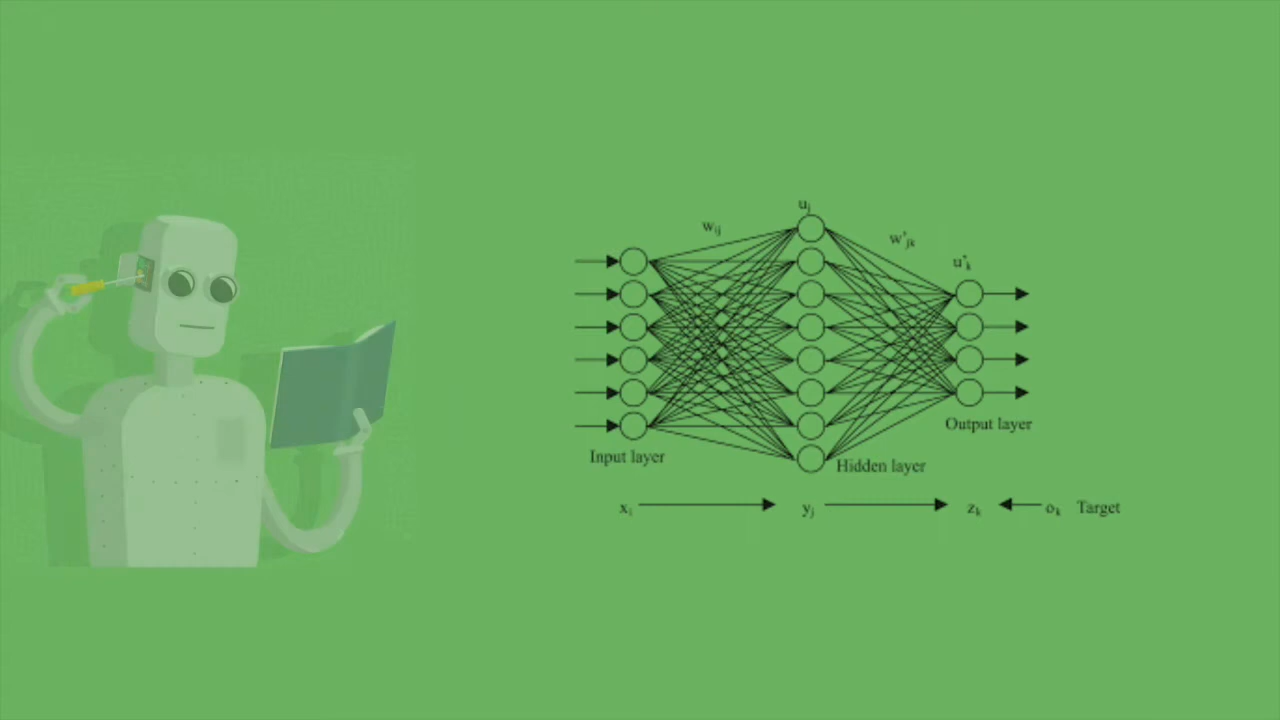 u_j
w_ij
w'_jk
u'_k
Output layer
Input layer
Hidden layer
x_i y_j z_k o_k Target